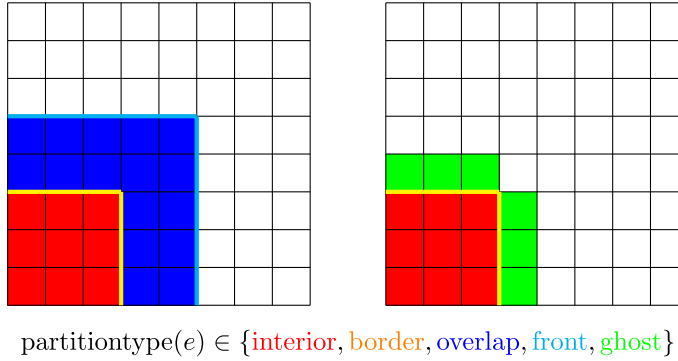 partitiontype(e) ∈ {interior, border, overlap, front, ghost}